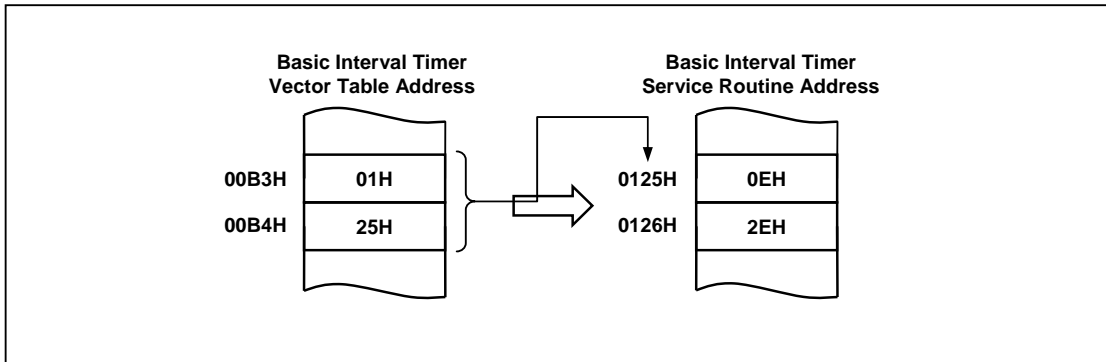 Basic Interval Timer
Vector Table Address
00B3H 01H
00B4H 25H
Basic Interval Timer
Service Routine Address
0125H 0EH
0126H 2EH